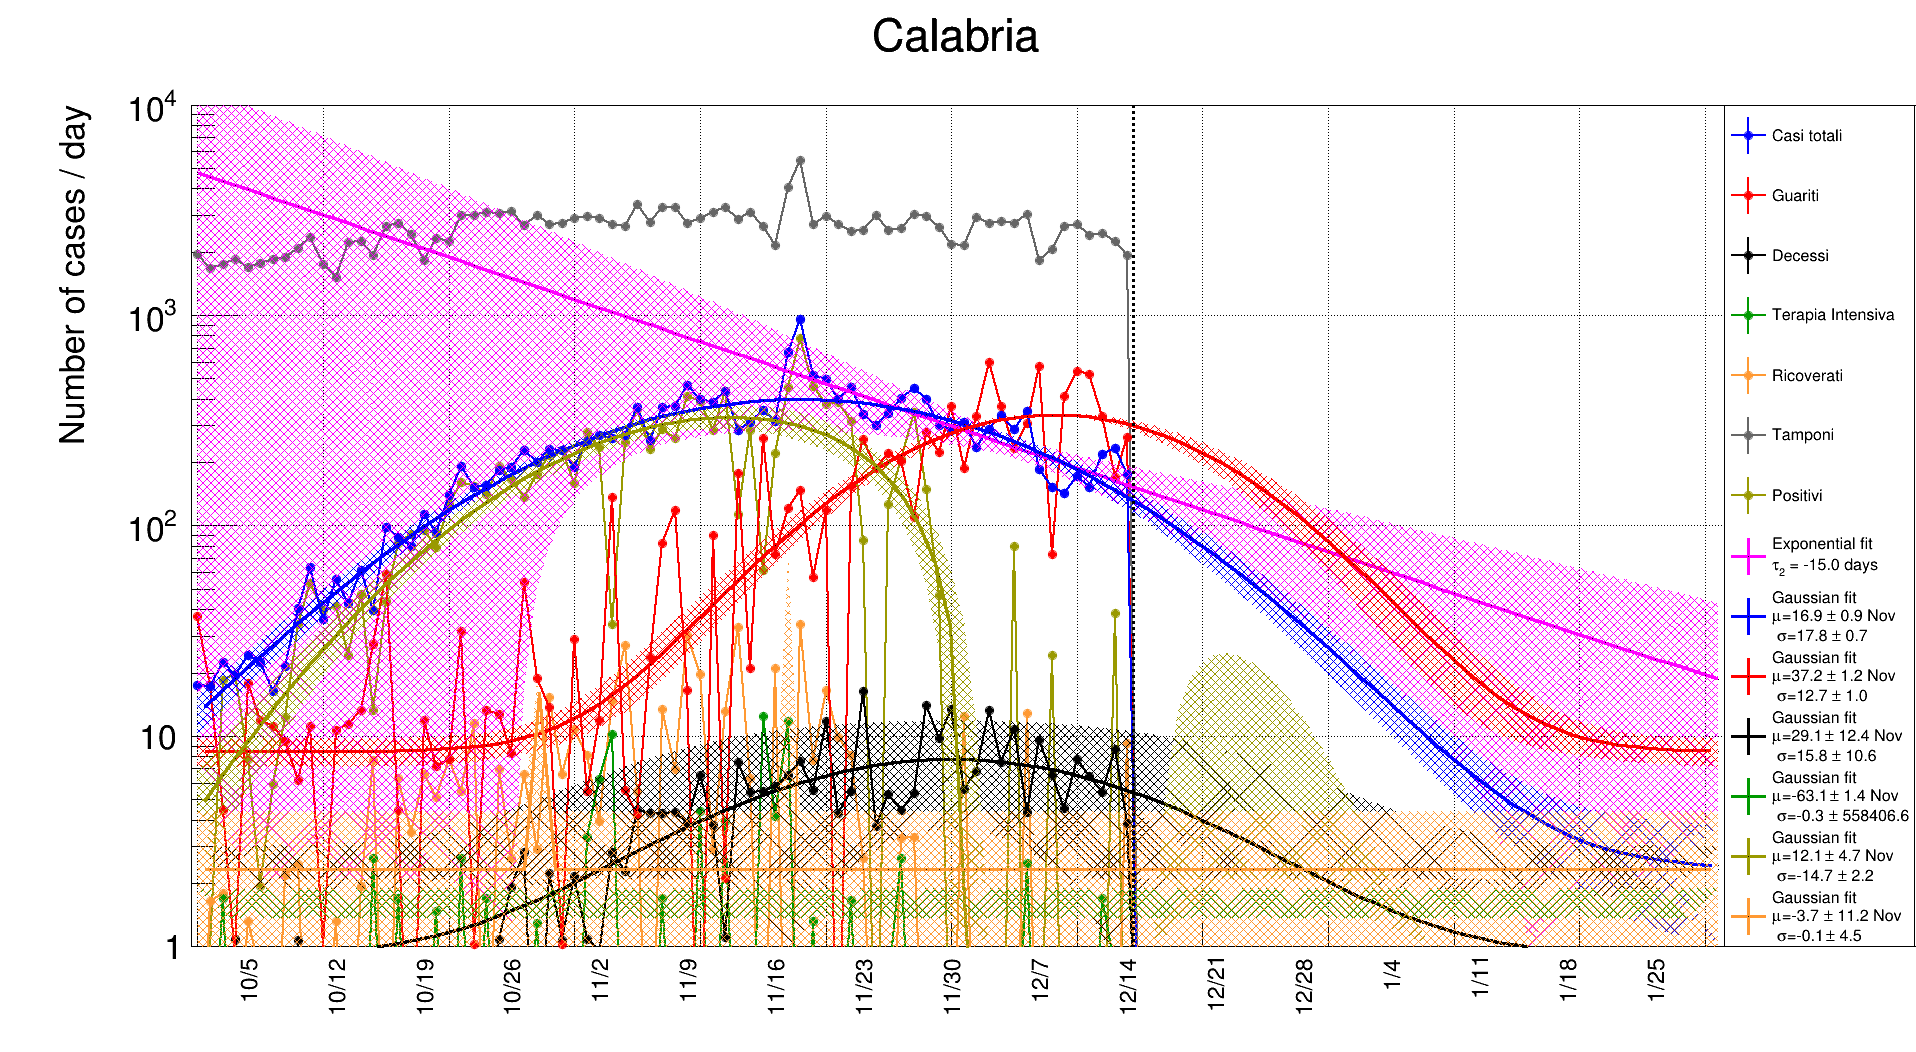 Calabria
Number of cases / day
10⁴
10³
10²
10
1
10/5
10/12
10/19
10/26
11/2
11/9
11/16
11/23
11/30
12/7
12/14
12/21
12/28
1/4
1/11
1/18
1/25
Casi totali
Guariti
Decessi
Terapia Intensiva
Ricoverati
Tamponi
Positivi
Exponential fit
τ₂ = -15.0 days
Gaussian fit
μ=16.9 ± 0.9 Nov
σ=17.8 ± 0.7
Gaussian fit
μ=37.2 ± 1.2 Nov
σ=12.7 ± 1.0
Gaussian fit
μ=29.1 ± 12.4 Nov
σ=15.8 ± 10.6
Gaussian fit
μ=-63.1 ± 1.4 Nov
σ=-0.3 ± 558406.6
Gaussian fit
μ=12.1 ± 4.7 Nov
σ=-14.7 ± 2.2
Gaussian fit
μ=-3.7 ± 11.2 Nov
σ=-0.1 ± 4.5